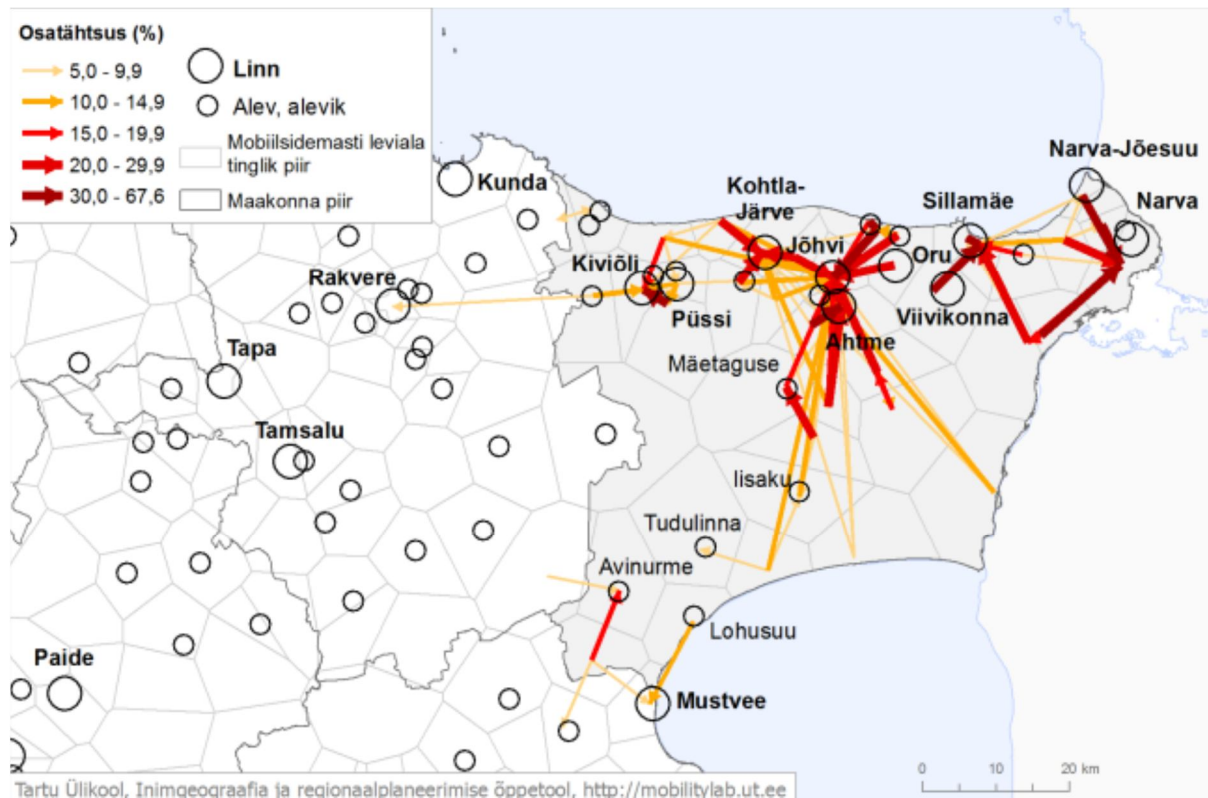 Osatähtsus (%)
5,0 - 9,9
10,0 - 14,9
15,0 - 19,9
20,0 - 29,9
30,0 - 67,6
Linn
Alev, alevik
Mobiilsidemasti leviala
tinglik piir
Maakonna piir
Kunda
Kohtla-
Järve
Narva-Jõesuu
Sillamäe
Narva
Jõhvi
Oru
Rakvere
Kiviõli
Püssi
Viivikonna
Ahtme
Tapa
Mäetaguse
Tamsalu
Iisaku
Tudulinna
Avinurme
Lohusuu
Paide
Mustvee
0 10 20 km
Tartu Ülikool, Inimgeograafia ja regionaalplaneerimise õppetool, http://mobilitylab.ut.ee